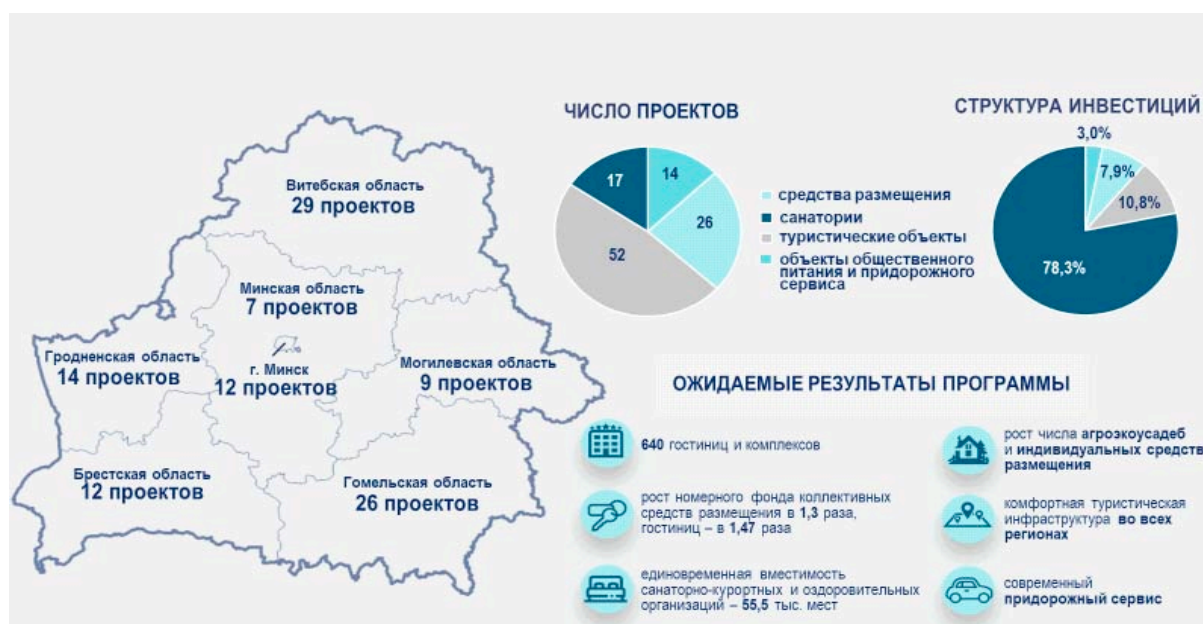 Витебская область
29 проектов
Минская область
7 проектов
г. Минск
12 проектов
Гродненская область
14 проектов
Могилевская область
9 проектов
Брестская область
12 проектов
Гомельская область
26 проектов
ЧИСЛО ПРОЕКТОВ
17
14
26
52
средства размещения
санатории
туристические объекты
объекты общественного
питания и придорожного
сервиса
СТРУКТУРА ИНВЕСТИЦИЙ
3,0%
7,9%
10,8%
78,3%
ОЖИДАЕМЫЕ РЕЗУЛЬТАТЫ ПРОГРАММЫ
640 гостиниц и комплексов
рост номерного фонда коллективных
средств размещения в 1,3 раза,
гостиниц – в 1,47 раза
единовременная вместимость
санаторно-курортных и оздоровительных
организаций – 55,5 тыс. мест
рост числа агроэкоусадеб
и индивидуальных средств
размещения
комфортная туристическая
инфраструктура во всех
регионах
современный
придорожный сервис